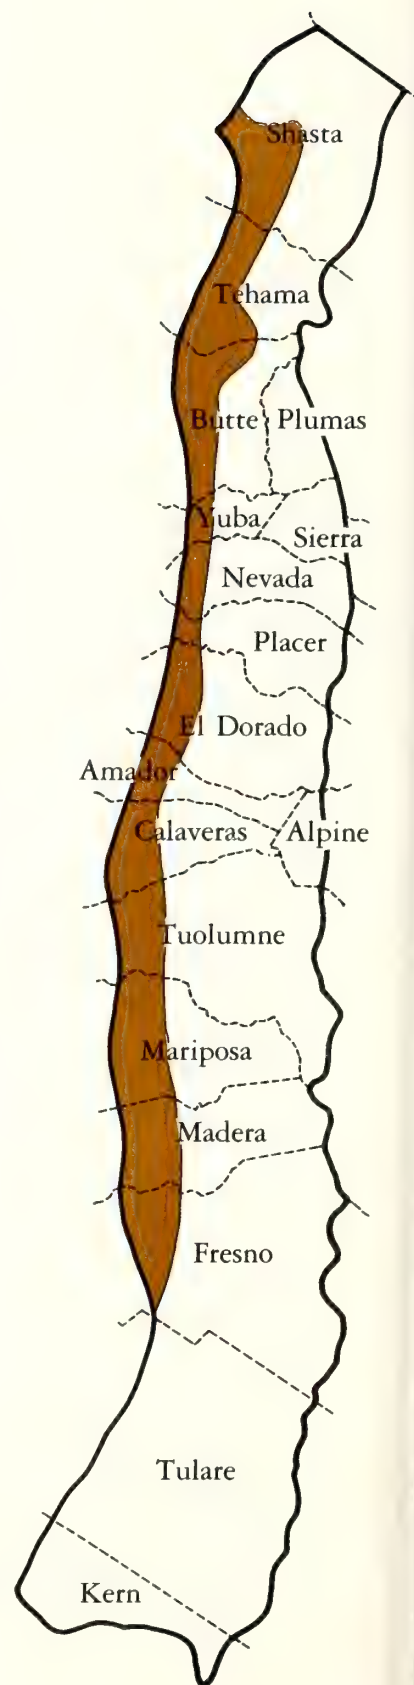 Shasta
Tehama
Butte Plumas
Yuba
Sierra
Nevada
Placer
El Dorado
Amador
Calaveras Alpine
Tuolumne
Mariposa
Madera
Fresno
Tulare
Kern